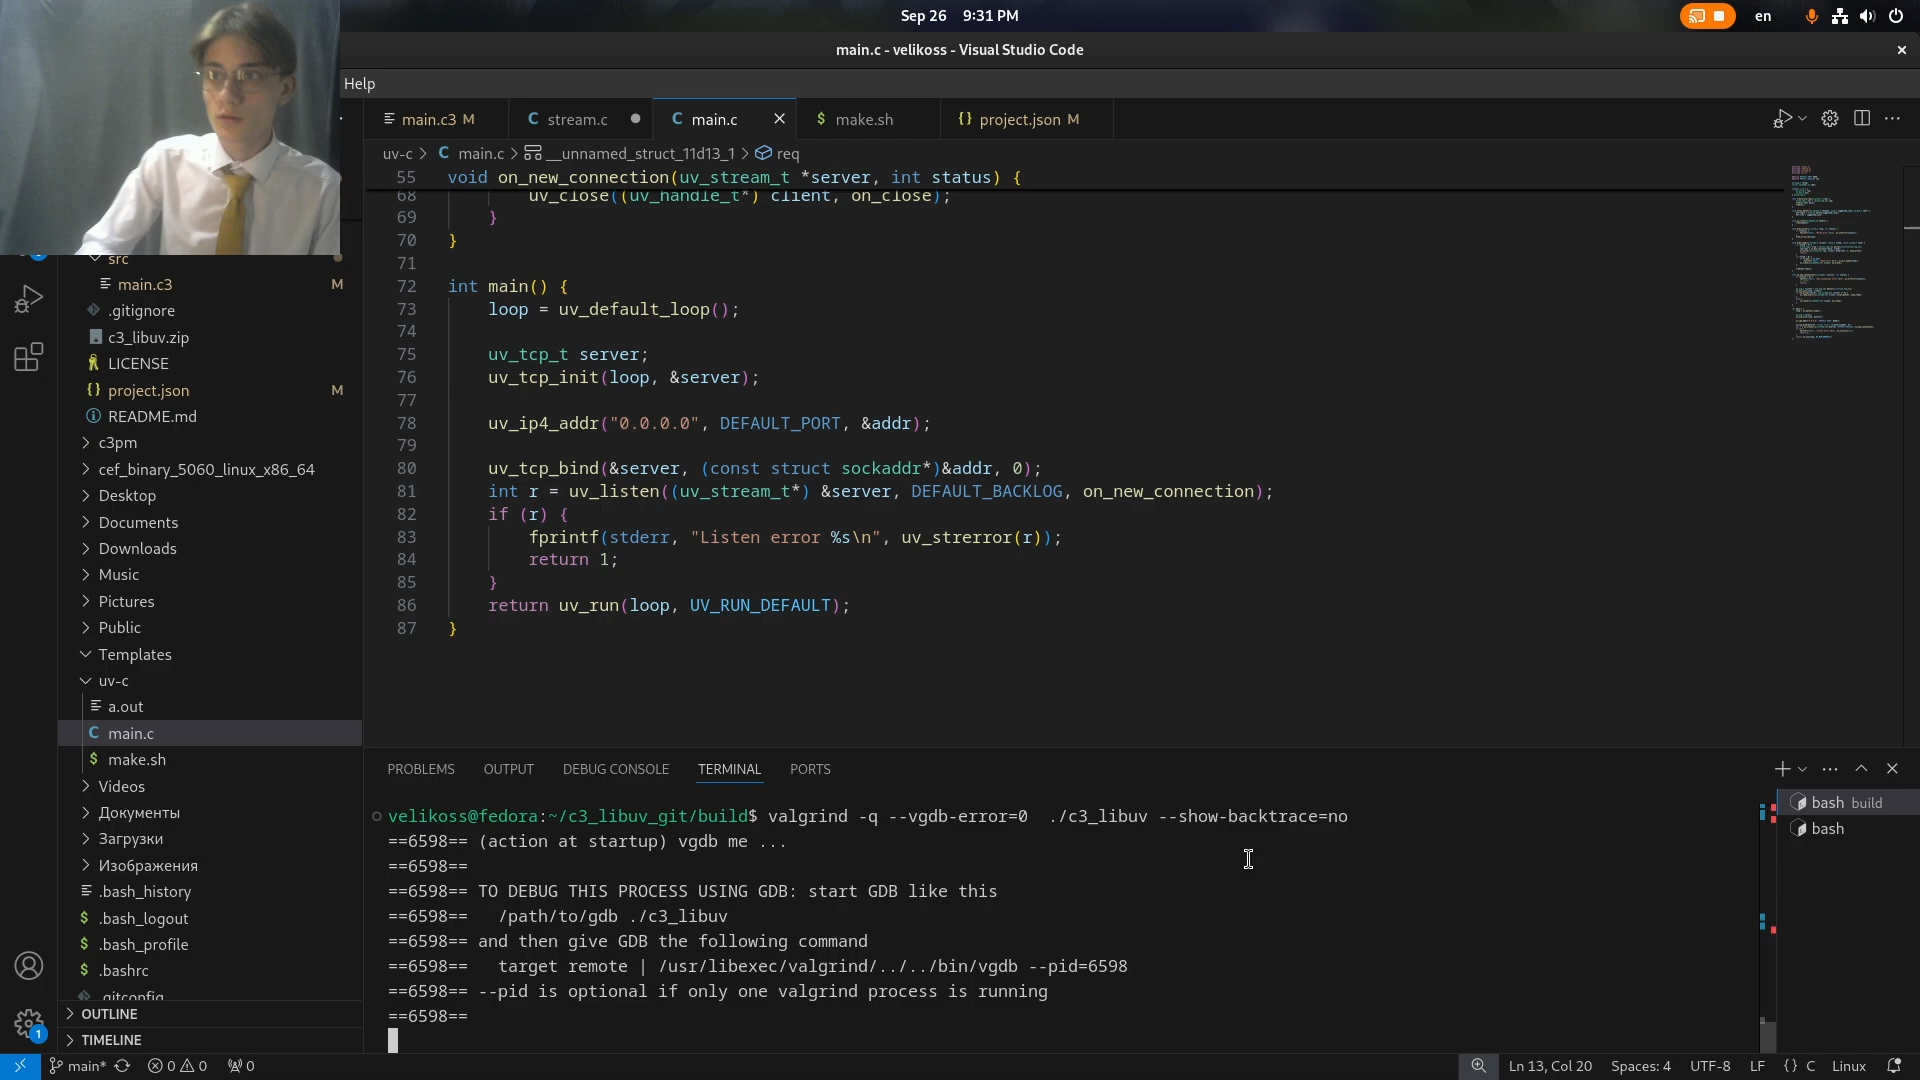 Sep 26 9:31 PM
en
main.c - velikoss - Visual Studio Code
Help
main.c3 M
stream.c
main.c
make.sh
project.json M
uv-c > main.c > __unnamed_struct_11d13_1 > req
55 void on_new_connection(uv_stream_t *server, int status) {
68 uv_close((uv_handle_t*) client, on_close);
69 }
70 }
71
72 int main() {
73 loop = uv_default_loop();
74
75 uv_tcp_t server;
76 uv_tcp_init(loop, &server);
77
78 uv_ip4_addr("0.0.0.0", DEFAULT_PORT, &addr);
79
80 uv_tcp_bind(&server, (const struct sockaddr*)&addr, 0);
81 int r = uv_listen((uv_stream_t*) &server, DEFAULT_BACKLOG, on_new_connection);
82 if (r) {
83 fprintf(stderr, "Listen error %s\n", uv_strerror(r));
84 return 1;
85 }
86 return uv_run(loop, UV_RUN_DEFAULT);
87 }
src
main.c3 M
.gitignore
c3_libuv.zip
LICENSE
project.json M
README.md
c3pm
cef_binary_5060_linux_x86_64
Desktop
Documents
Downloads
Music
Pictures
Public
Templates
uv-c
a.out
main.c
make.sh
Videos
Документы
Загрузки
Изображения
.bash_history
.bash_logout
.bash_profile
.bashrc
.gitconfig
OUTLINE
TIMELINE
PROBLEMS OUTPUT DEBUG CONSOLE TERMINAL PORTS
velikoss@fedora:~/c3_libuv_git/build$ valgrind -q --vgdb-error=0  ./c3_libuv --show-backtrace=no
==6598== (action at startup) vgdb me ...
==6598==
==6598== TO DEBUG THIS PROCESS USING GDB: start GDB like this
==6598==   /path/to/gdb ./c3_libuv
==6598== and then give GDB the following command
==6598==   target remote | /usr/libexec/valgrind/../../bin/vgdb --pid=6598
==6598== --pid is optional if only one valgrind process is running
==6598==
bash build
bash
1
main* 0 0 0
Ln 13, Col 20 Spaces: 4 UTF-8 LF {} C Linux